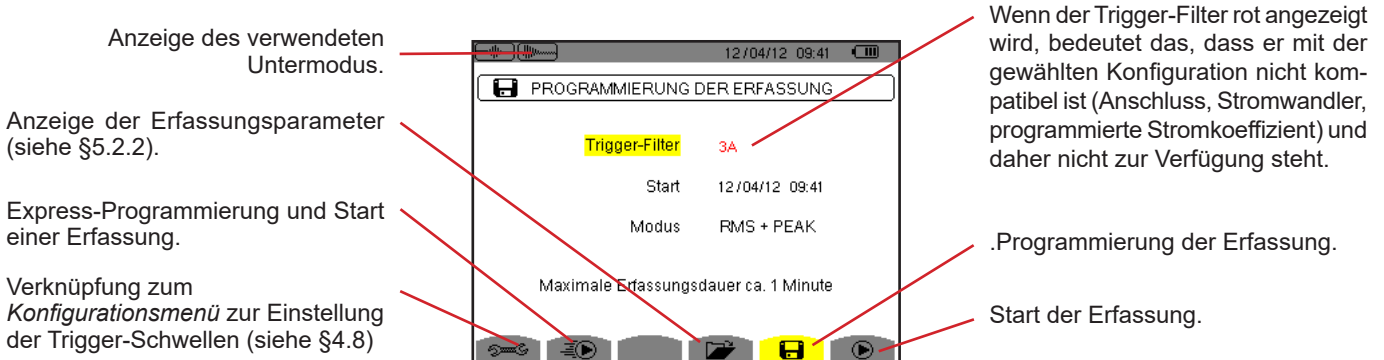 Anzeige des verwendeten
Untermodus.
Anzeige der Erfassungsparameter
(siehe §5.2.2).
Express-Programmierung und Start
einer Erfassung.
Verknüpfung zum
Konfigurationsmenü zur Einstellung
der Trigger-Schwellen (siehe §4.8)
12/04/12 09:41
PROGRAMMIERUNG DER ERFASSUNG
Trigger-Filter 3A
Start 12/04/12 09:41
Modus RMS + PEAK
Maximale Erfassungsdauer ca. 1 Minute
Wenn der Trigger-Filter rot angezeigt
wird, bedeutet das, dass er mit der
gewählten Konfiguration nicht kom-
patibel ist (Anschluss, Stromwandler,
programmierte Stromkoeffizient) und
daher nicht zur Verfügung steht.
.Programmierung der Erfassung.
Start der Erfassung.